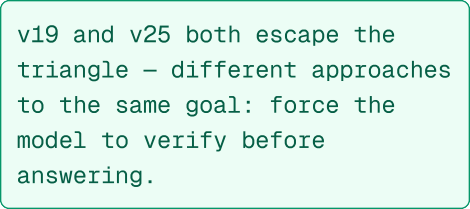 v19 and v25 both escape the
triangle — different approaches
to the same goal: force the
model to verify before
answering.